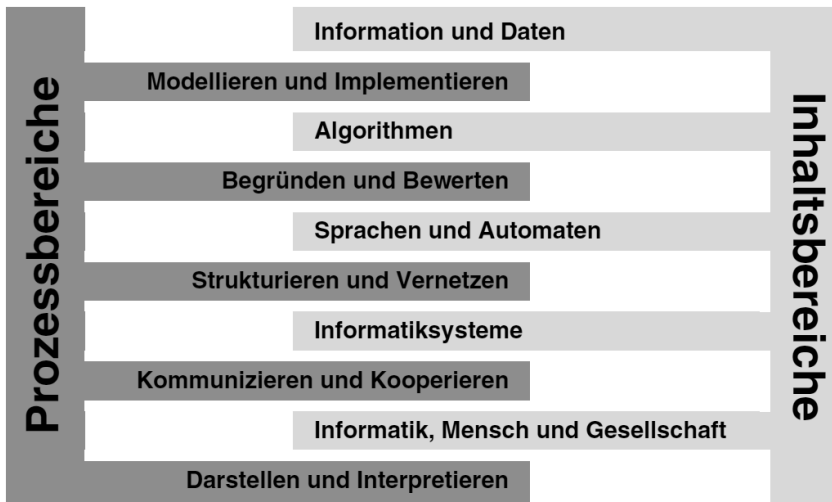 Prozessbereiche
Information und Daten
Modellieren und Implementieren
Algorithmen
Begründen und Bewerten
Sprachen und Automaten
Strukturieren und Vernetzen
Informatiksysteme
Kommunizieren und Kooperieren
Informatik, Mensch und Gesellschaft
Darstellen und Interpretieren
Inhaltsbereiche